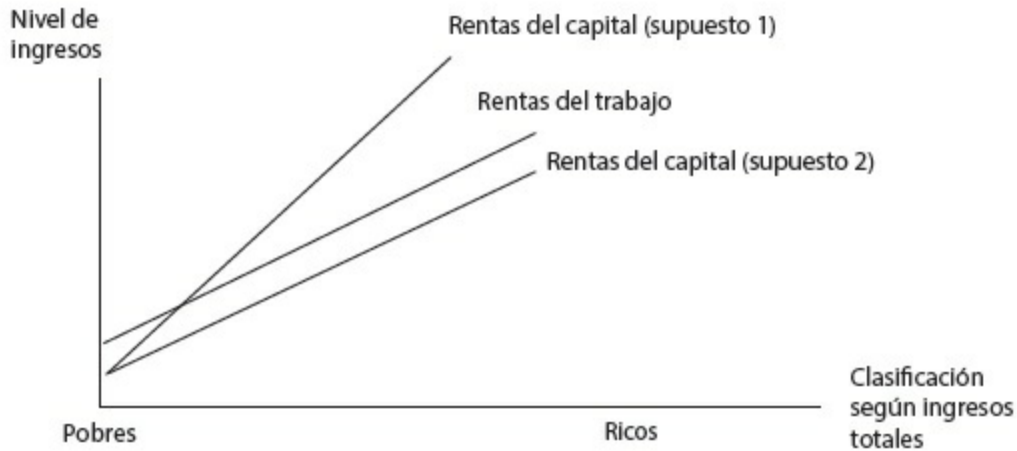 Nivel de
ingresos
Rentas del capital (supuesto 1)
Rentas del trabajo
Rentas del capital (supuesto 2)
Pobres
Ricos
Clasificación
según ingresos
totales